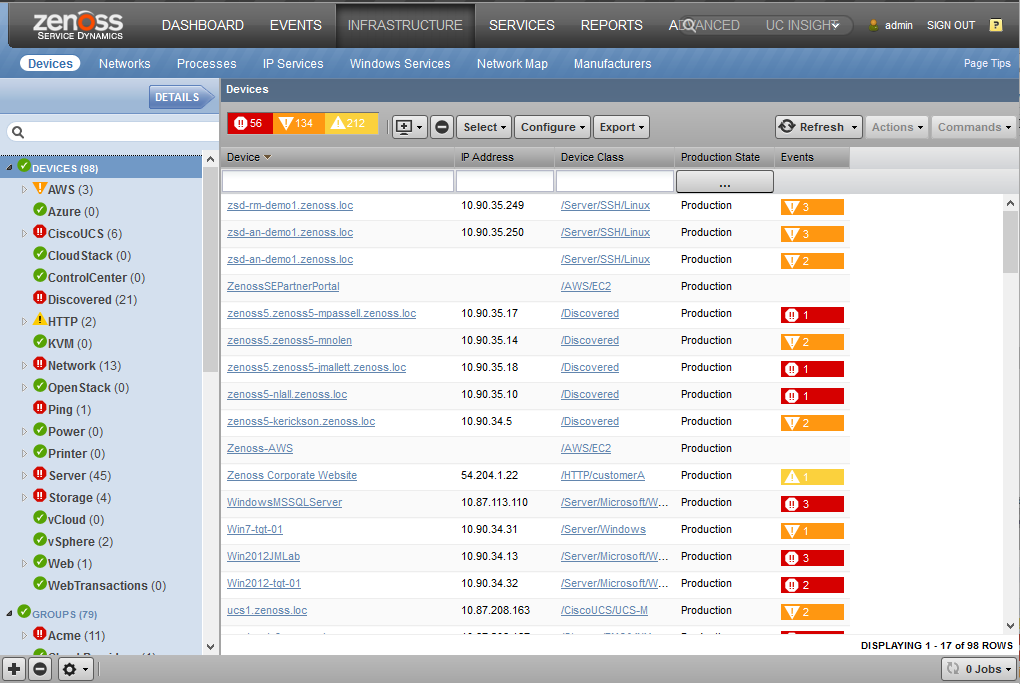 zenoss
SERVICE DYNAMICS
DASHBOARD EVENTS INFRASTRUCTURE SERVICES REPORTS ADVANCED UC INSIGHT admin SIGN OUT ?
Devices Networks Processes IP Services Windows Services Network Map Manufacturers Page Tips
DETAILS
Devices
56 134 212 Select Configure Export Refresh Actions Commands
Device IP Address Device Class Production State Events
...
zsd-rm-demo1.zenoss.loc 10.90.35.249 /Server/SSH/Linux Production 3
zsd-an-demo1.zenoss.loc 10.90.35.250 /Server/SSH/Linux Production 3
zsd-an-demo1.zenoss.loc /Server/SSH/Linux Production 2
ZenossSEPartnerPortal /AWS/EC2 Production
zenoss5.zenoss5-mpassell.zenoss.loc 10.90.35.17 /Discovered Production 1
zenoss5.zenoss5-mnolen 10.90.35.14 /Discovered Production 2
zenoss5.zenoss5-jmallett.zenoss.loc 10.90.35.18 /Discovered Production 1
zenoss5-nlall.zenoss.loc 10.90.35.10 /Discovered Production 1
zenoss5-kerickson.zenoss.loc 10.90.34.5 /Discovered Production 2
Zenoss-AWS /AWS/EC2 Production
Zenoss Corporate Website 54.204.1.22 /HTTP/customerA Production 1
WindowsMSSQLServer 10.87.113.110 /Server/Microsoft/W... Production 3
Win7-tgt-01 10.90.34.31 /Server/Windows Production 1
Win2012JMLab 10.90.34.13 /Server/Microsoft/W... Production 3
Win2012-tgt-01 10.90.34.32 /Server/Microsoft/W... Production 2
ucs1.zenoss.loc 10.87.208.163 /CiscoUCS/UCS-M Production 2
DEVICES (98)
AWS (3)
Azure (0)
CiscoUCS (6)
CloudStack (0)
ControlCenter (0)
Discovered (21)
HTTP (2)
KVM (0)
Network (13)
OpenStack (0)
Ping (1)
Power (0)
Printer (0)
Server (45)
Storage (4)
vCloud (0)
vSphere (2)
Web (1)
WebTransactions (0)
GROUPS (79)
Acme (11)
DISPLAYING 1 - 17 of 98 ROWS
0 Jobs